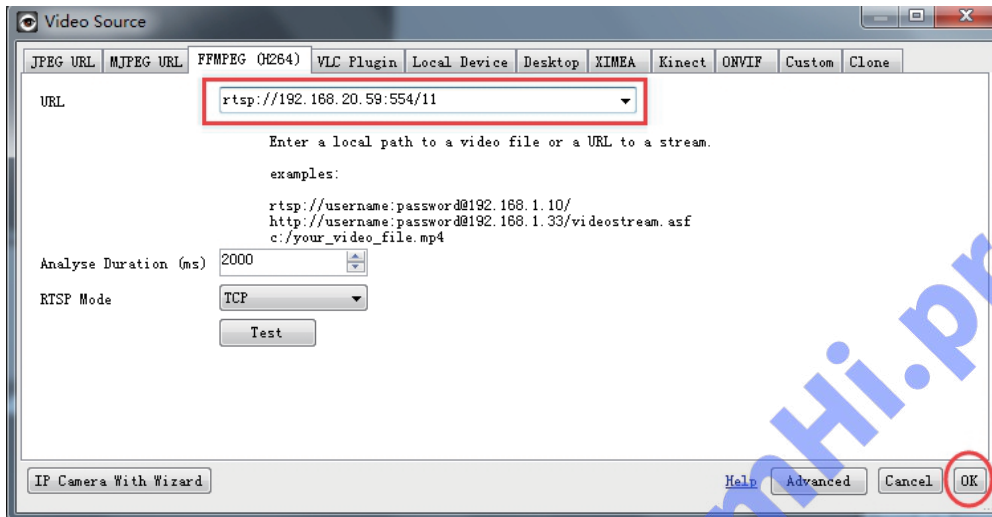 Video Source
JPEG URL MJPEG URL FFMPEG (H264) VLC Plugin Local Device Desktop XIMEA Kinect ONVIF Custom Clone
URL rtsp://192.168.20.59:554/11
Enter a local path to a video file or a URL to a stream.
examples:
rtsp://username:password@192.168.1.10/
http://username:password@192.168.1.33/videostream.asf
c:/your_video_file.mp4
Analyse Duration (ms) 2000
RTSP Mode TCP
Test
mHi.pr
IP Camera With Wizard Help Advanced Cancel OK